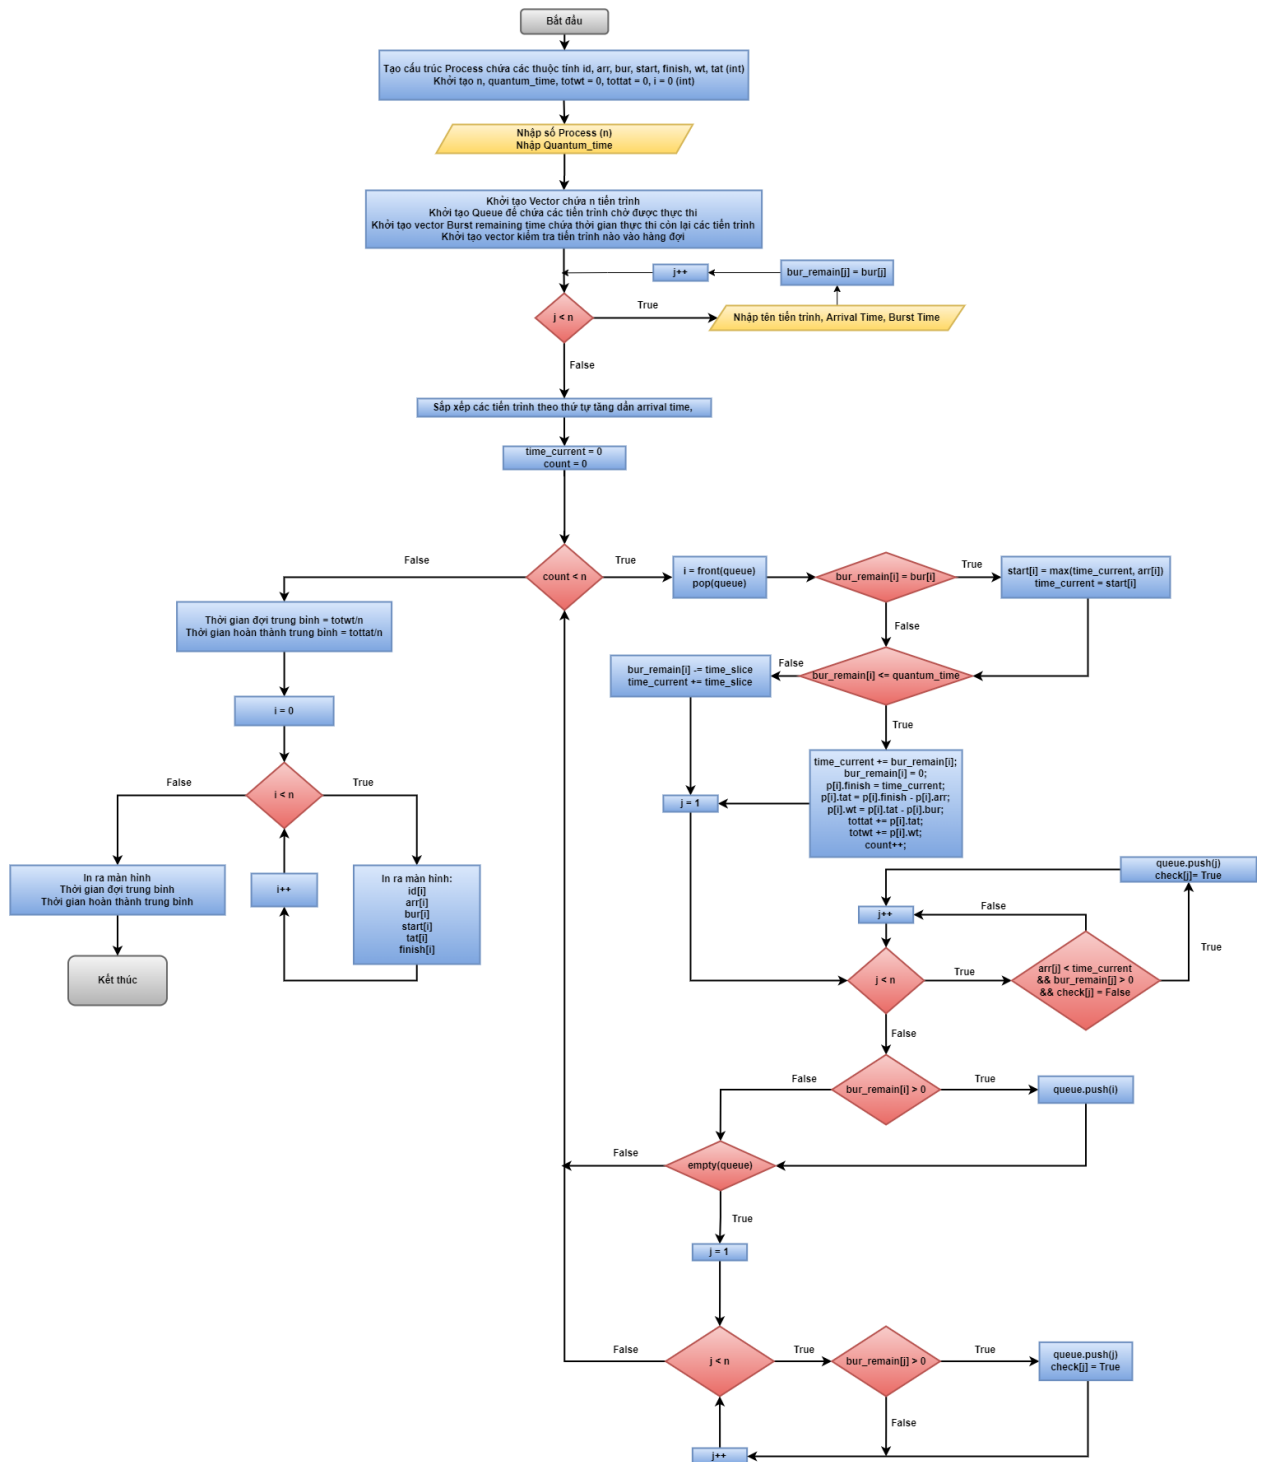 Bắt đầu
Tạo cấu trúc Process chứa các thuộc tính id, arr, bur, start, finish, wt, tat (int)
Khởi tạo n, quantum_time, totwt = 0, tottat = 0, i = 0 (int)
Nhập số Process (n)
Nhập Quantum_time
Khởi tạo Vector chứa n tiến trình
Khởi tạo Queue để chứa các tiến trình chờ được thực thi
Khởi tạo vector Burst remaining time chứa thời gian thực thi còn lại các tiến trình
Khởi tạo vector kiểm tra tiến trình nào vào hàng đợi
j++
bur_remain[j] = bur[j]
j < n
True
Nhập tên tiến trình, Arrival Time, Burst Time
False
Sắp xếp các tiến trình theo thứ tự tăng dần arrival time,
time_current = 0
count = 0
False
count < n
True
i = front(queue)
pop(queue)
bur_remain[i] = bur[i]
True
start[i] = max(time_current, arr[i])
time_current = start[i]
False
Thời gian đợi trung bình = totwt/n
Thời gian hoàn thành trung bình = tottat/n
bur_remain[i] -= time_slice
time_current += time_slice
False
bur_remain[i] <= quantum_time
True
i = 0
time_current += bur_remain[i];
bur_remain[i] = 0;
p[i].finish = time_current;
p[i].tat = p[i].finish - p[i].arr;
p[i].wt = p[i].tat - p[i].bur;
tottat += p[i].tat;
totwt += p[i].wt;
count++;
j = 1
False
i < n
True
In ra màn hình
Thời gian đợi trung bình
Thời gian hoàn thành trung bình
i++
In ra màn hình:
id[i]
arr[i]
bur[i]
start[i]
tat[i]
finish[i]
Kết thúc
queue.push(j)
check[j]= True
j++
False
True
j < n
True
arr[j] < time_current
&& bur_remain[j] > 0
&& check[j] = False
False
False
bur_remain[i] > 0
True
queue.push(i)
False
empty(queue)
True
j = 1
False
j < n
True
bur_remain[j] > 0
True
queue.push(j)
check[j] = True
False
j++